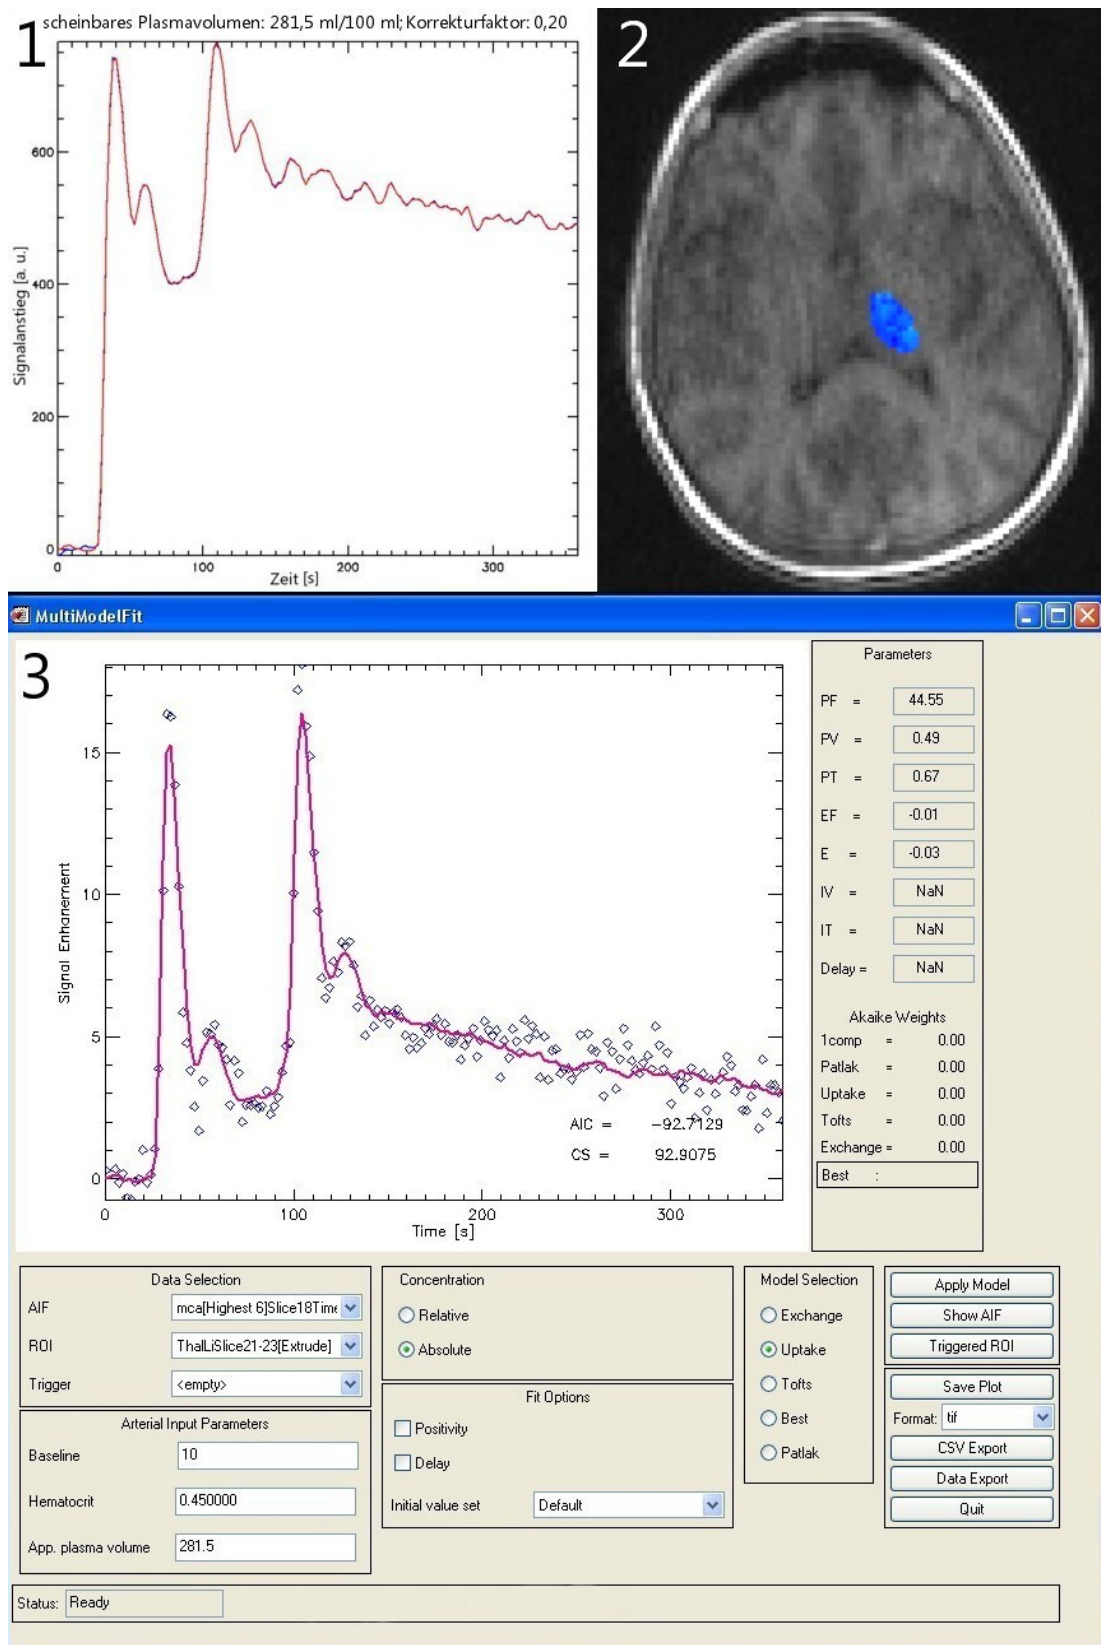 1
scheinbares Plasmavolumen: 281,5 ml/100 ml; Korrekturfaktor: 0,20
600
400
200
0
Signalanstieg [a. u.]
0 100 200 300
Zeit [s]
2
MultiModelFit
3
15
10
5
0
Signal Enhanement
AIC = -92.7129
CS = 92.9075
0 100 200 300
Time [s]
Parameters
PF = 44.55
PV = 0.49
PT = 0.67
EF = -0.01
E = -0.03
IV = NaN
IT = NaN
Delay = NaN
Akaike Weights
1comp = 0.00
Patlak = 0.00
Uptake = 0.00
Tofts = 0.00
Exchange = 0.00
Best :
Data Selection
AIF mca[Highest 6]Slice18Time
ROI ThalLiSlice21-23[Extrude]
Trigger <empty>
Arterial Input Parameters
Baseline 10
Hematocrit 0.450000
App. plasma volume 281.5
Concentration
Relative
Absolute
Fit Options
Positivity
Delay
Initial value set Default
Model Selection
Exchange
Uptake
Tofts
Best
Patlak
Apply Model
Show AIF
Triggered ROI
Save Plot
Format: tif
CSV Export
Data Export
Quit
Status: Ready